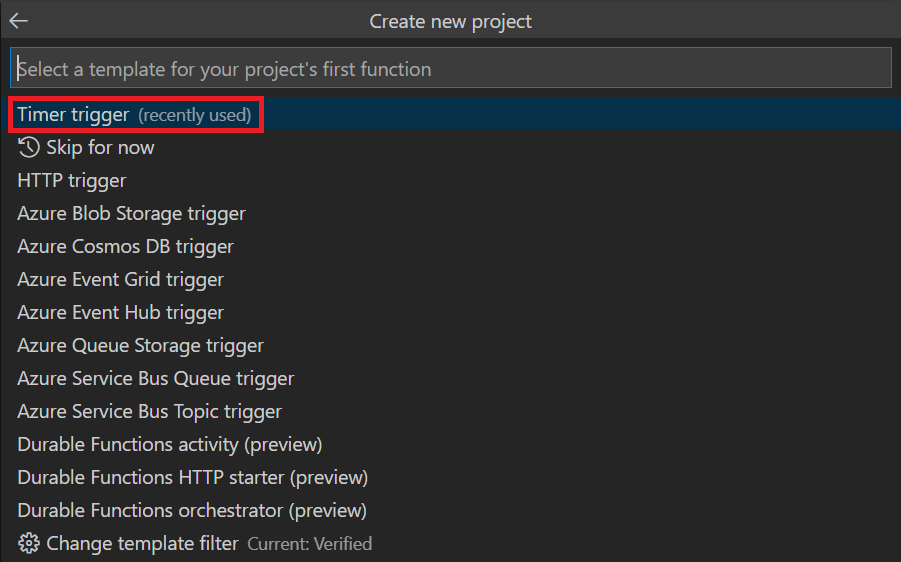 Create new project
Select a template for your project's first function
Timer trigger (recently used)
Skip for now
HTTP trigger
Azure Blob Storage trigger
Azure Cosmos DB trigger
Azure Event Grid trigger
Azure Event Hub trigger
Azure Queue Storage trigger
Azure Service Bus Queue trigger
Azure Service Bus Topic trigger
Durable Functions activity (preview)
Durable Functions HTTP starter (preview)
Durable Functions orchestrator (preview)
Change template filter Current: Verified